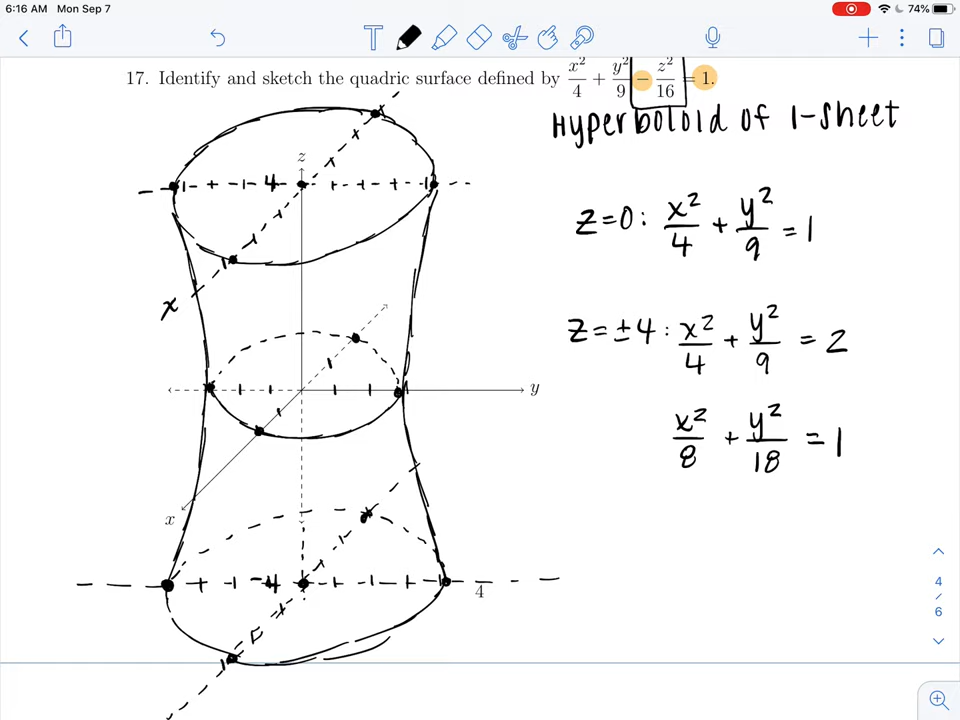 6:16 AM Mon Sep 7
74%
17. Identify and sketch the quadric surface defined by x²/4 + y²/9 − z²/16 = 1.
Hyperboloid of 1-sheet
z=0: x²/4 + y²/9 = 1
z=±4: x²/4 + y²/9 = 2
x²/8 + y²/18 = 1
z
4
x
y
x
-4
4
4
/
6